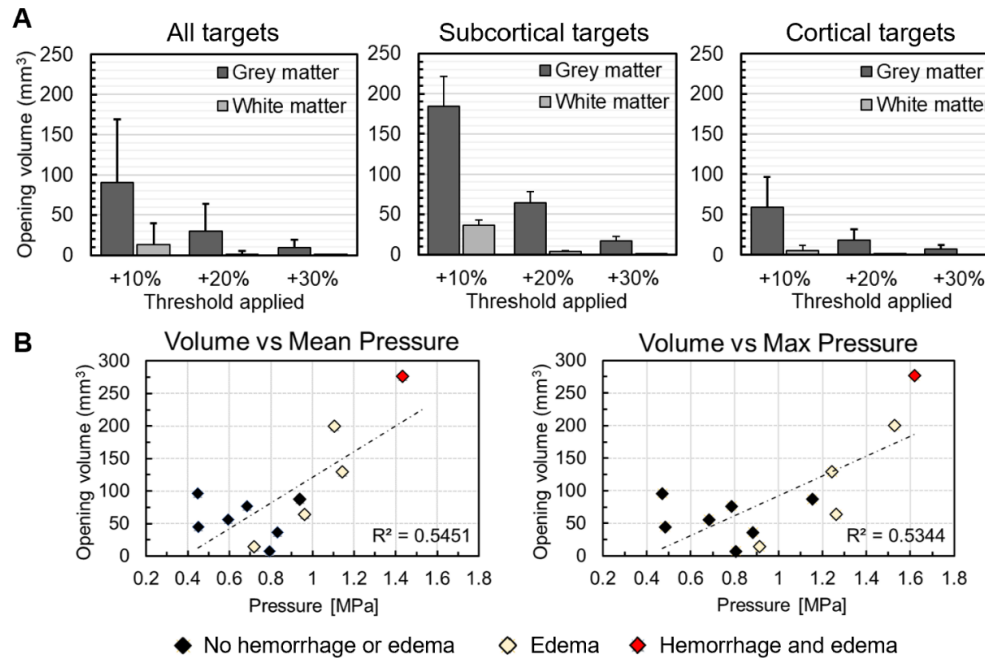 A
All targets
Subcortical targets
Cortical targets
Opening volume (mm³)
250
200
150
100
50
0
Grey matter
White matter
+10% +20% +30%
Threshold applied
250
200
150
100
50
0
Grey matter
White matter
+10% +20% +30%
Threshold applied
250
200
150
100
50
0
Grey matter
White matter
+10% +20% +30%
Threshold applied
B
Volume vs Mean Pressure
Opening volume (mm³)
300
250
200
150
100
50
0
R² = 0.5451
0.2 0.4 0.6 0.8 1 1.2 1.4 1.6 1.8
Pressure [MPa]
Volume vs Max Pressure
Opening volume (mm³)
300
250
200
150
100
50
0
R² = 0.5344
0.2 0.4 0.6 0.8 1 1.2 1.4 1.6 1.8
Pressure [MPa]
No hemorrhage or edema Edema Hemorrhage and edema